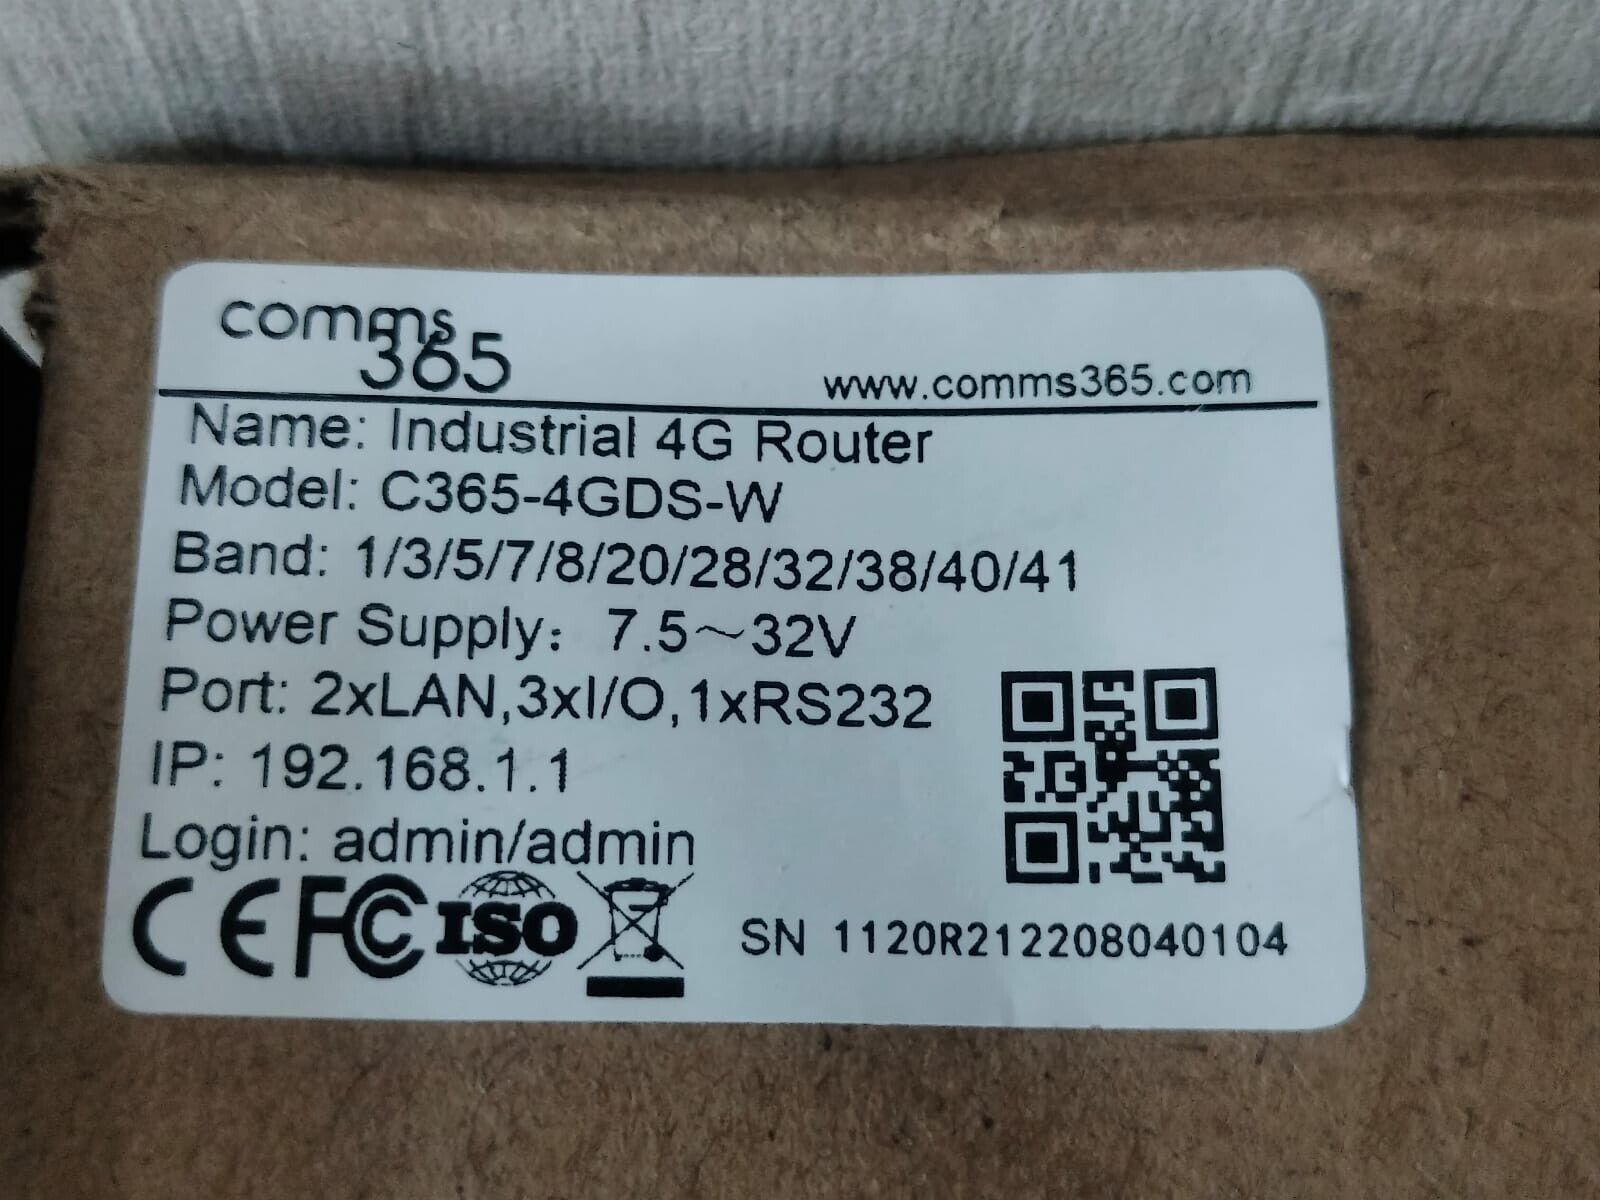 comms
365
www.comms365.com
Name: Industrial 4G Router
Model: C365-4GDS-W
Band: 1/3/5/7/8/20/28/32/38/40/41
Power Supply: 7.5~32V
Port: 2xLAN,3xI/O,1xRS232
IP: 192.168.1.1
Login: admin/admin
CE FC ISO
SN 1120R212208040104